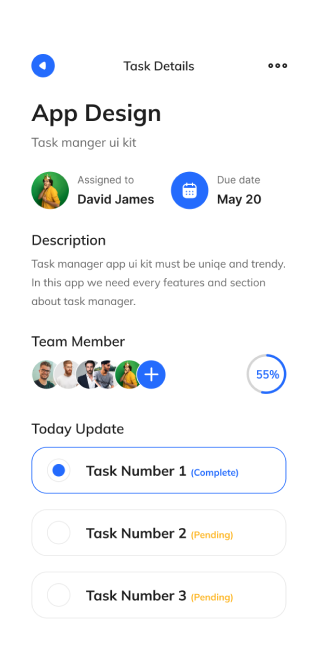 Task Details
App Design
Task manger ui kit
Assigned to
David James
Due date
May 20
Description
Task manager app ui kit must be uniqe and trendy.
In this app we need every features and section
about task manager.
Team Member
55%
Today Update
Task Number 1 (Complete)
Task Number 2 (Pending)
Task Number 3 (Pending)